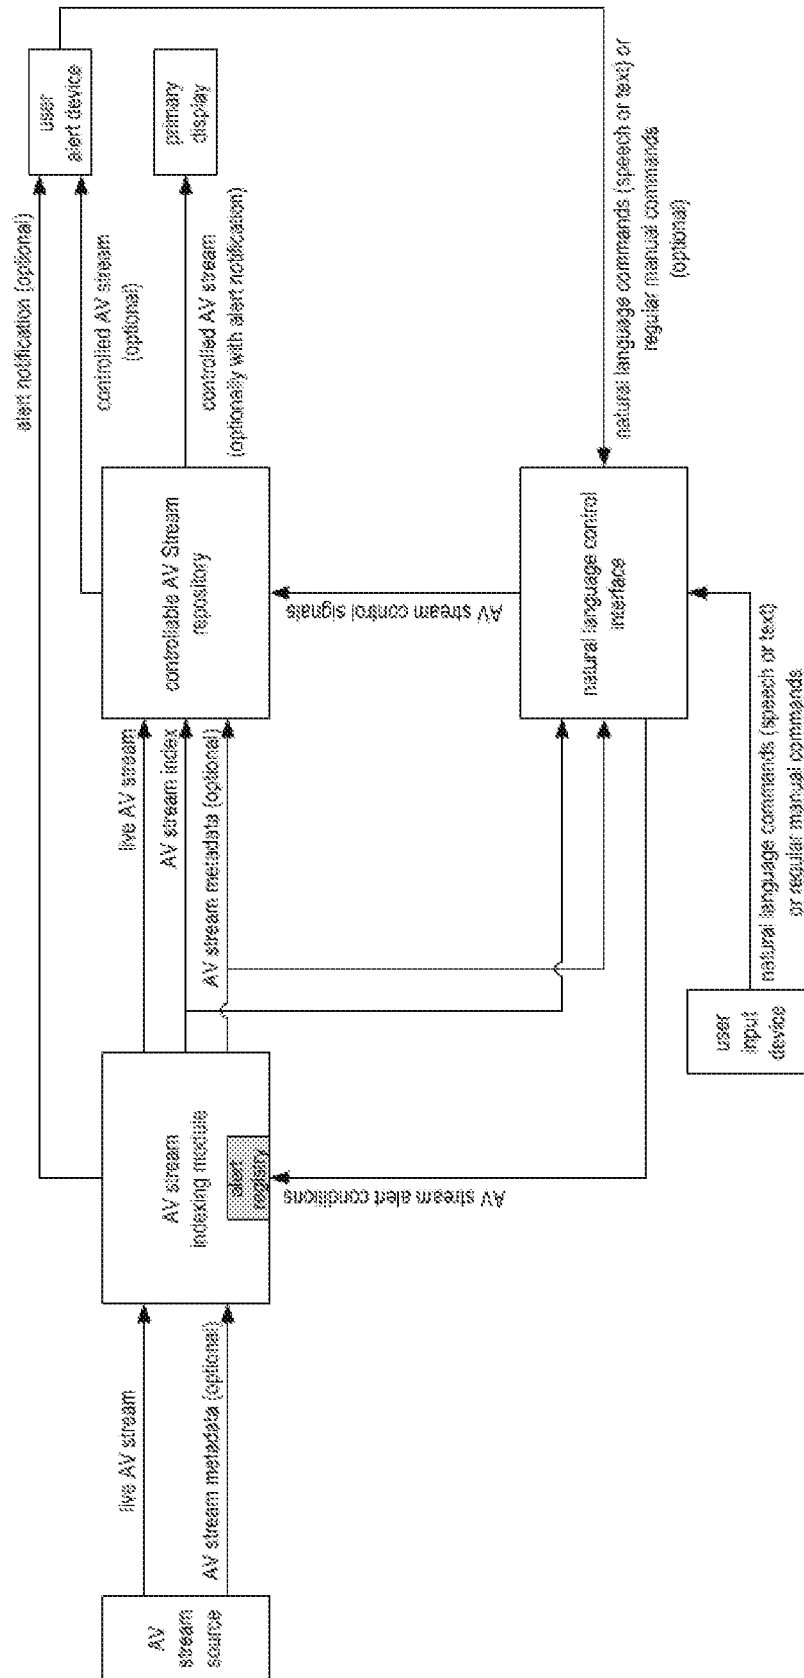 alert notification (optional)
user
alert device
controlled AV stream
(optional)
primary
display
controlled AV stream
(optionally with alert notification)
live AV stream
AV stream index
AV stream metadata (optional)
controllable AV Stream
repository
AV stream
indexing module
alert
registry
live AV stream
AV stream metadata (optional)
AV
stream
source
AV stream control signals
AV stream alert conditions
natural language control
interface
natural language commands (speech or text) or
regular manual commands
(optional)
user
input
device
natural language commands (speech or text)
or regular manual commands